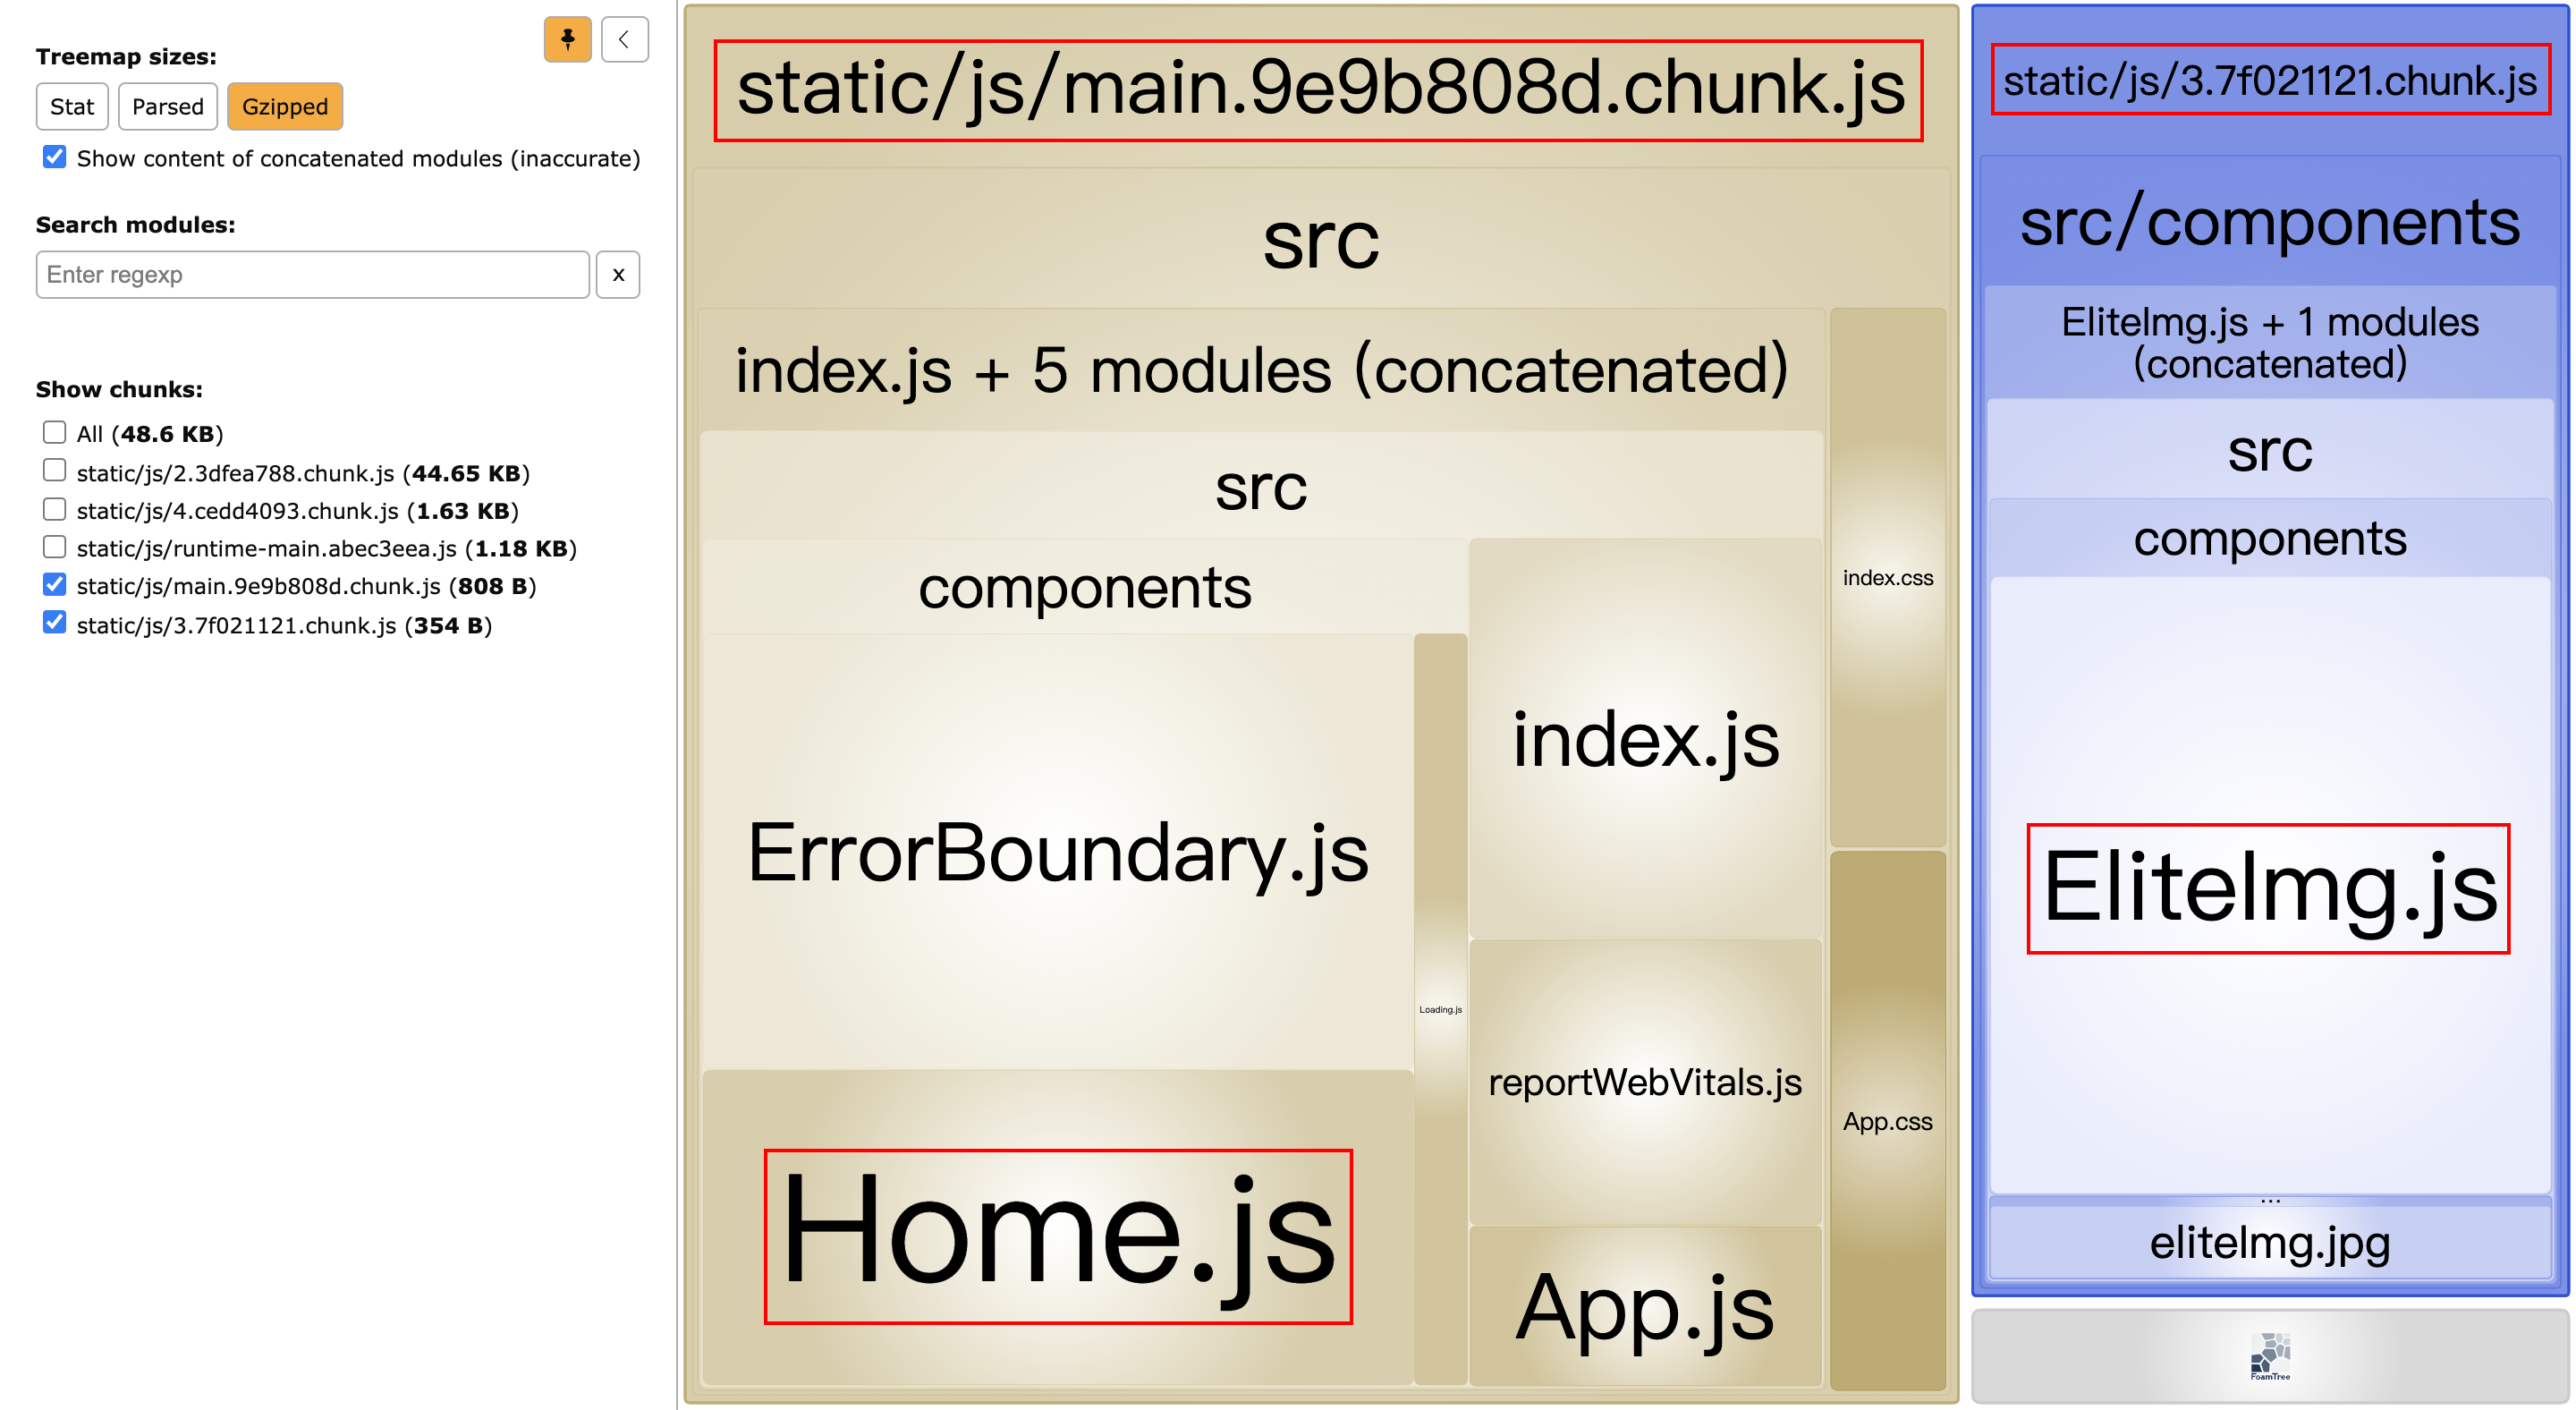 Treemap sizes:
Stat
Parsed
Gzipped
Show content of concatenated modules (inaccurate)
Search modules:
Enter regexp
x
Show chunks:
All (48.6 KB)
static/js/2.3dfea788.chunk.js (44.65 KB)
static/js/4.cedd4093.chunk.js (1.63 KB)
static/js/runtime-main.abec3eea.js (1.18 KB)
static/js/main.9e9b808d.chunk.js (808 B)
static/js/3.7f021121.chunk.js (354 B)
static/js/main.9e9b808d.chunk.js
src
index.js + 5 modules (concatenated)
src
components
ErrorBoundary.js
Home.js
Loading.js
index.js
reportWebVitals.js
App.js
index.css
App.css
static/js/3.7f021121.chunk.js
src/components
EliteImg.js + 1 modules
(concatenated)
src
components
EliteImg.js
...
eliteImg.jpg
FoamTree